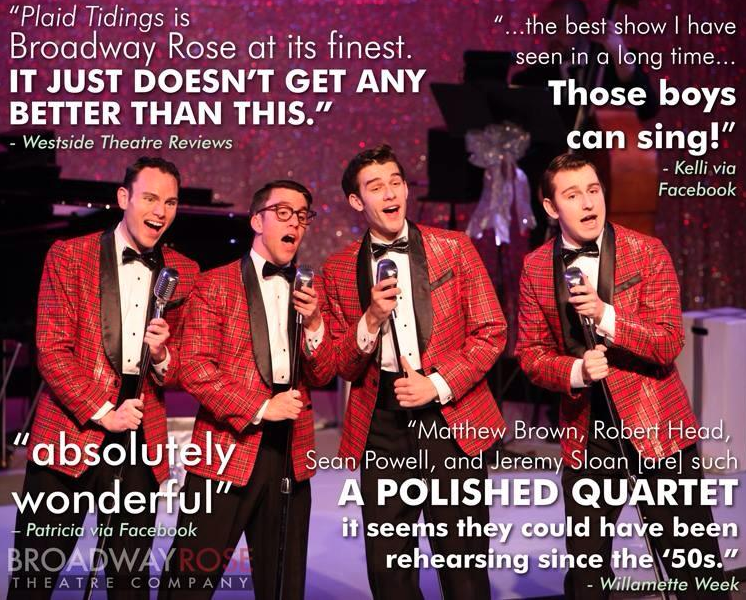 “Plaid Tidings is
Broadway Rose at its finest.
IT JUST DOESN’T GET ANY
BETTER THAN THIS.”
- Westside Theatre Reviews
“...the best show I have
seen in a long time...
Those boys
can sing!”
- Kelli via
Facebook
“absolutely
wonderful”
– Patricia via Facebook
“Matthew Brown, Robert Head,
Sean Powell, and Jeremy Sloan [are] such
A POLISHED QUARTET
it seems they could have been
rehearsing since the ‘50s.”
- Willamette Week
BROADWAYROSE
THEATRE COMPANY